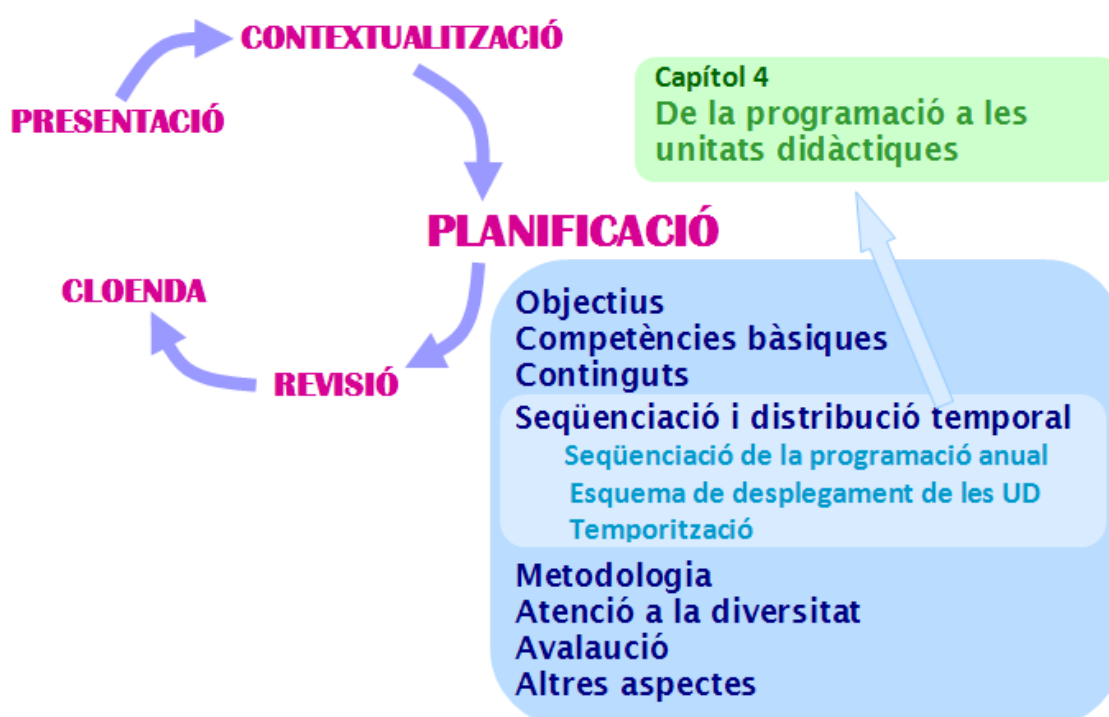 CONTEXTUALITZACIÓ
PRESENTACIÓ
Capítol 4
De la programació a les
unitats didàctiques
PLANIFICACIÓ
CLOENDA
REVISIÓ
Objectius
Competències bàsiques
Continguts
Seqüenciació i distribució temporal
Seqüenciació de la programació anual
Esquema de desplegament de les UD
Temporització
Metodologia
Atenció a la diversitat
Avalaució
Altres aspectes